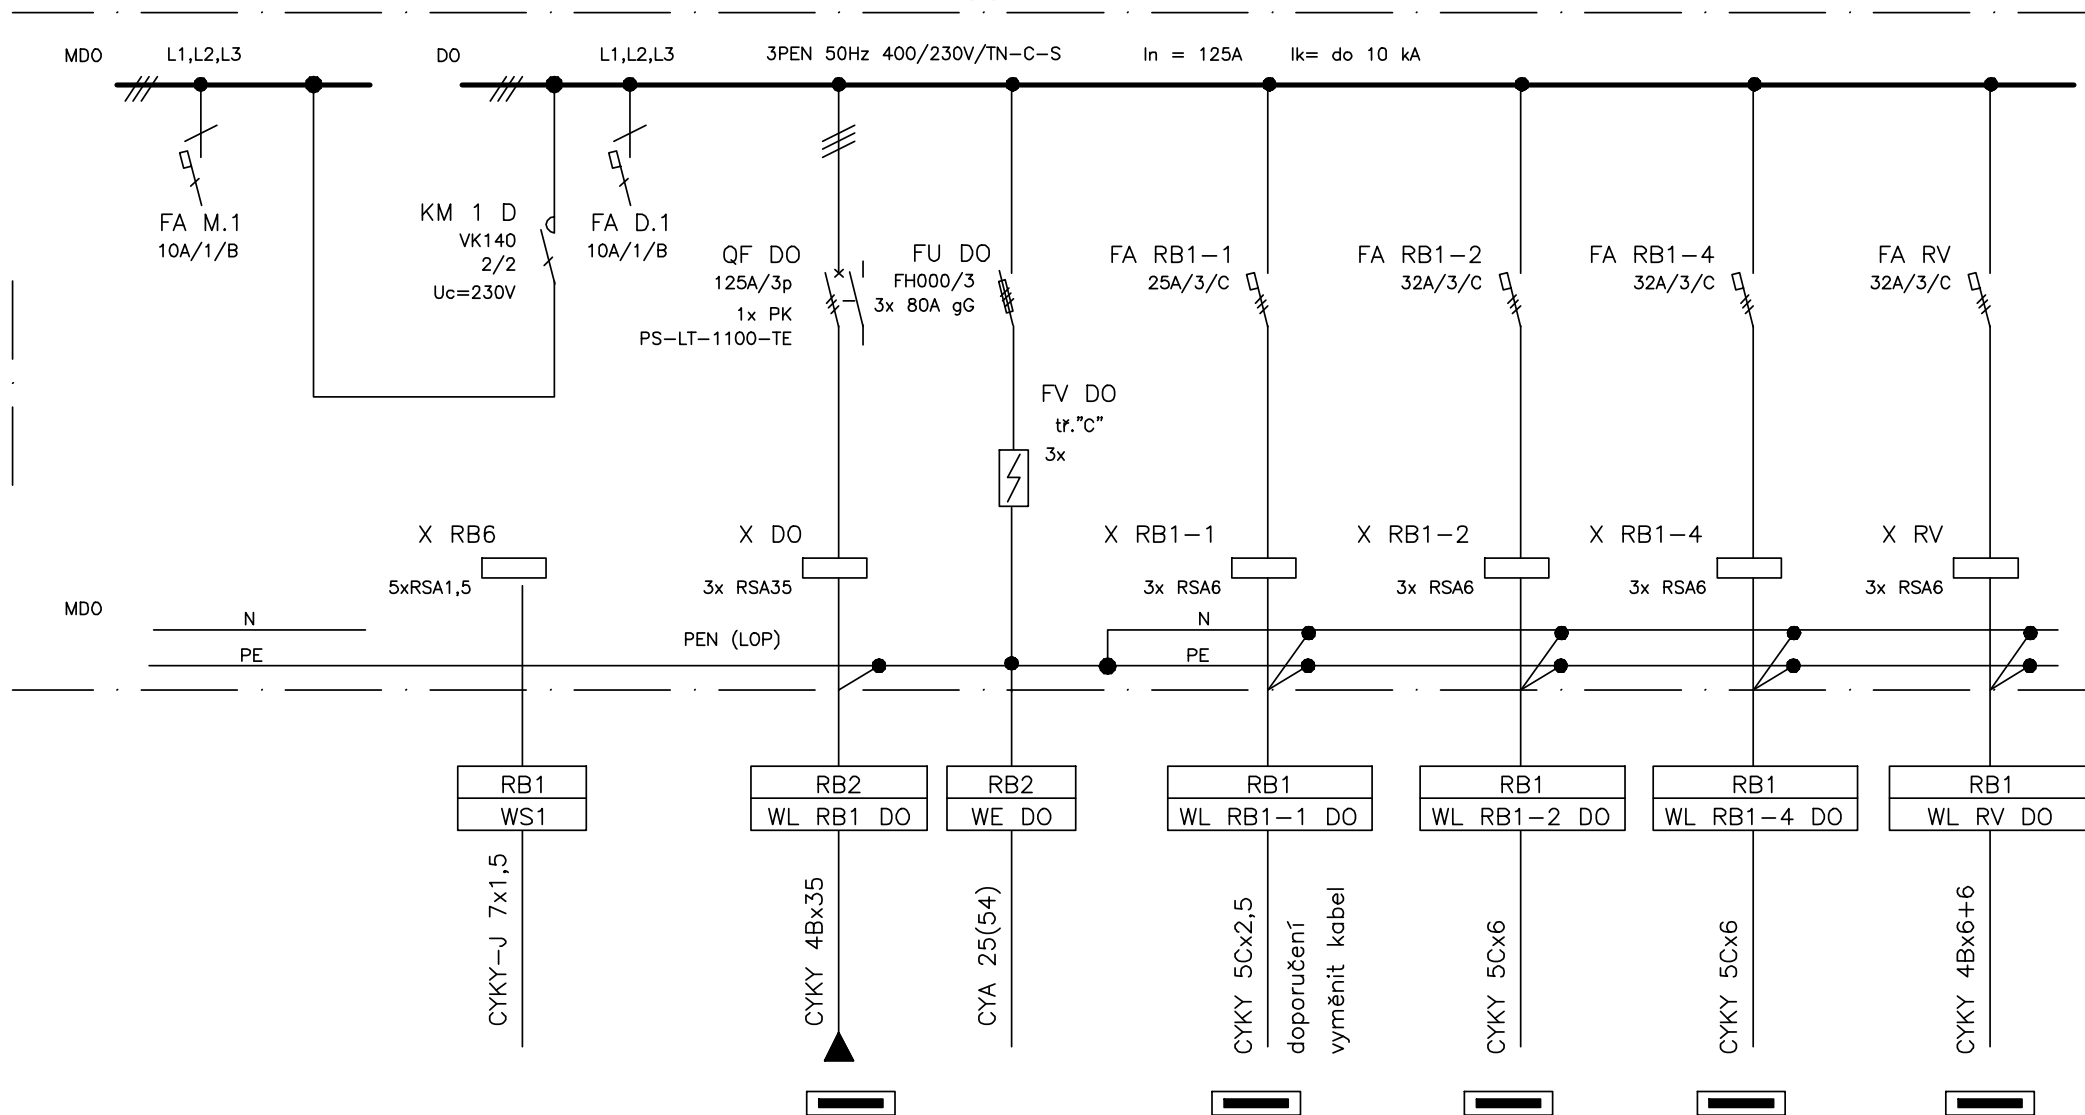 MDO
L1,L2,L3
DO
L1,L2,L3
3PEN 50Hz 400/230V/TN-C-S
In = 125A
Ik= do 10 kA
FA M.1
10A/1/B
KM 1 D
VK140
2/2
Uc=230V
FA D.1
10A/1/B
QF DO
125A/3p
1x PK
PS-LT-1100-TE
FU DO
FH000/3
3x 80A gG
FV DO
tř."C"
3x
FA RB1-1
25A/3/C
FA RB1-2
32A/3/C
FA RB1-4
32A/3/C
FA RV
32A/3/C
X RB6
5xRSA1,5
X DO
3x RSA35
X RB1-1
3x RSA6
X RB1-2
3x RSA6
X RB1-4
3x RSA6
X RV
3x RSA6
MDO
N
PE
PEN (LOP)
N
PE
RB1
WS1
RB2
WL RB1 DO
RB2
WE DO
RB1
WL RB1-1 DO
RB1
WL RB1-2 DO
RB1
WL RB1-4 DO
RB1
WL RV DO
CYKY-J 7x1,5
CYKY 4Bx35
CYA 25(54)
CYKY 5Cx2,5
doporučení
vyměnit kabel
CYKY 5Cx6
CYKY 5Cx6
CYKY 4Bx6+6